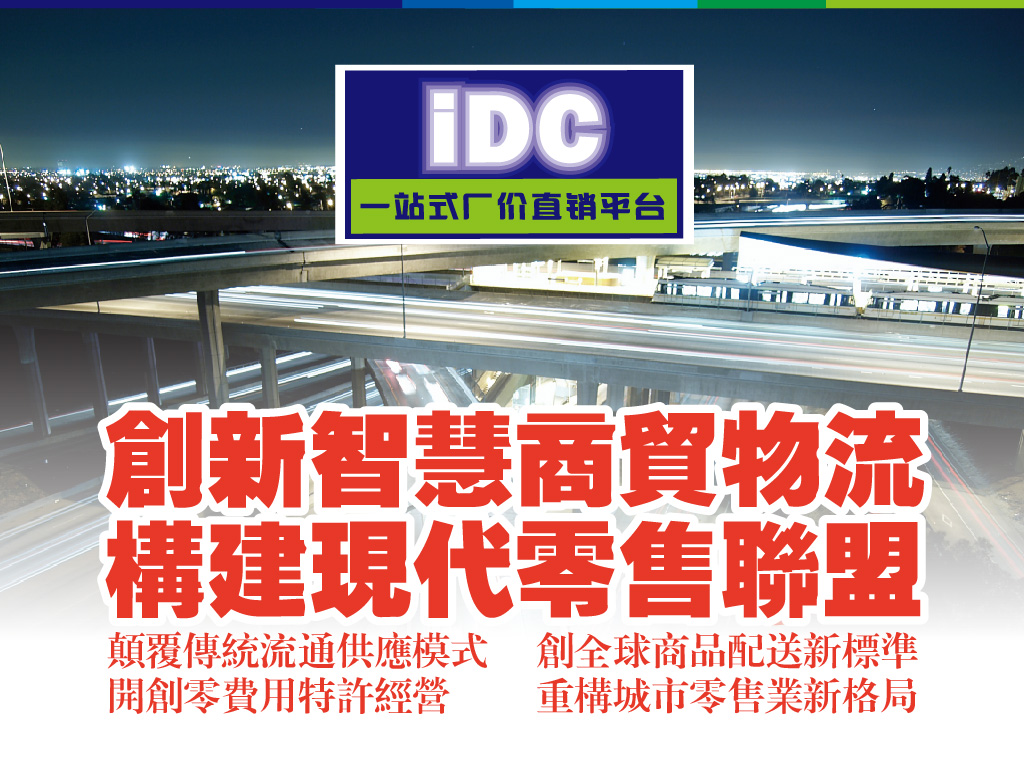 iDC
一站式厂价直销平台
創新智慧商貿物流
構建現代零售聯盟
顛覆傳統流通供應模式
創全球商品配送新標準
開創零費用特許經營
重構城市零售業新格局